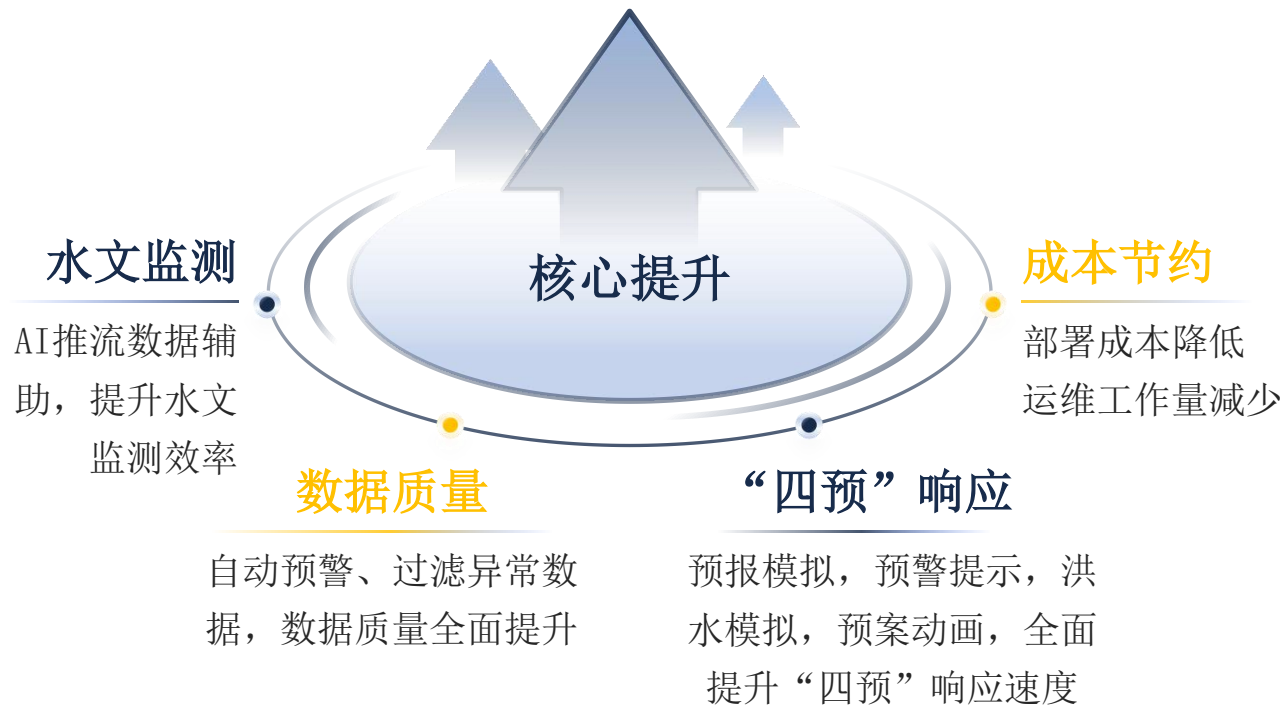 核心提升
水文监测
AI推流数据辅
助，提升水文
监测效率
数据质量
自动预警、过滤异常数
据，数据质量全面提升
“四预”响应
预报模拟，预警提示，洪
水模拟，预案动画，全面
提升“四预”响应速度
成本节约
部署成本降低
运维工作量减少